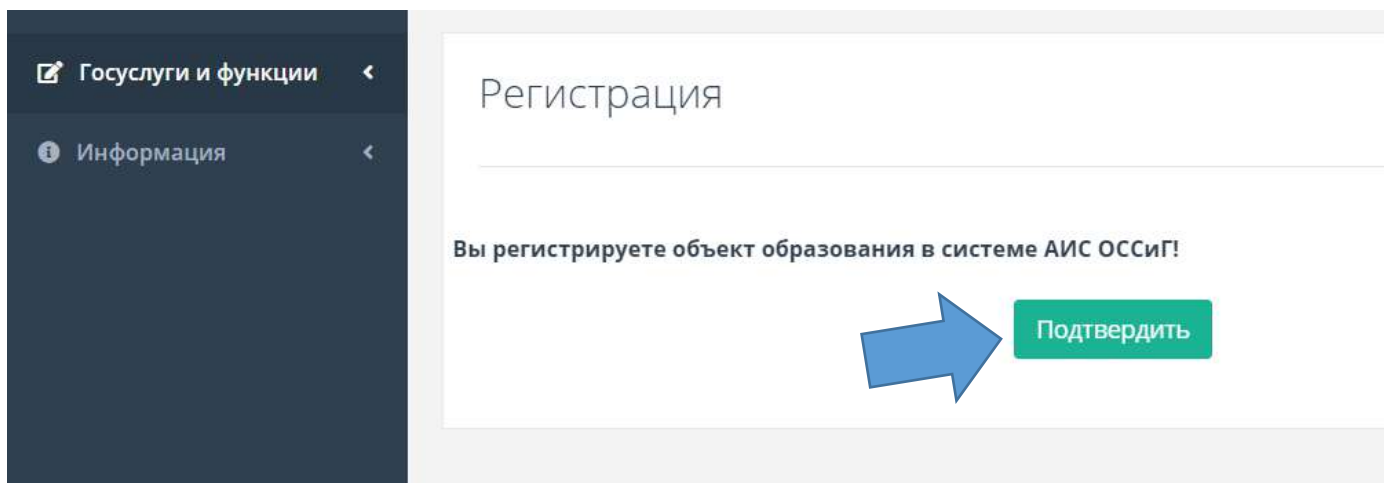 Госуслуги и функции
Информация
Регистрация
Вы регистрируете объект образования в системе АИС ОССиГ!
Подтвердить